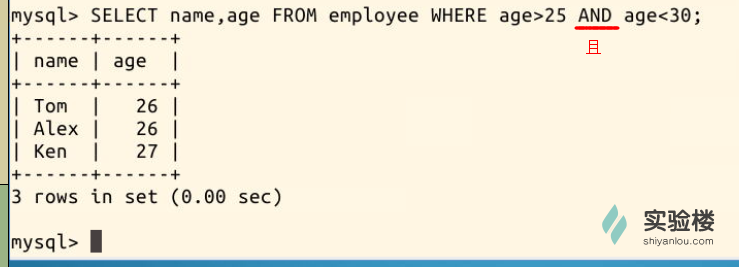 mysql> SELECT name,age FROM employee WHERE age>25 AND age<30;
且
+------+------+
| name | age  |
+------+------+
| Tom  |   26 |
| Alex |   26 |
| Ken  |   27 |
+------+------+
3 rows in set (0.00 sec)
mysql>
实验楼
shiyanlou.com